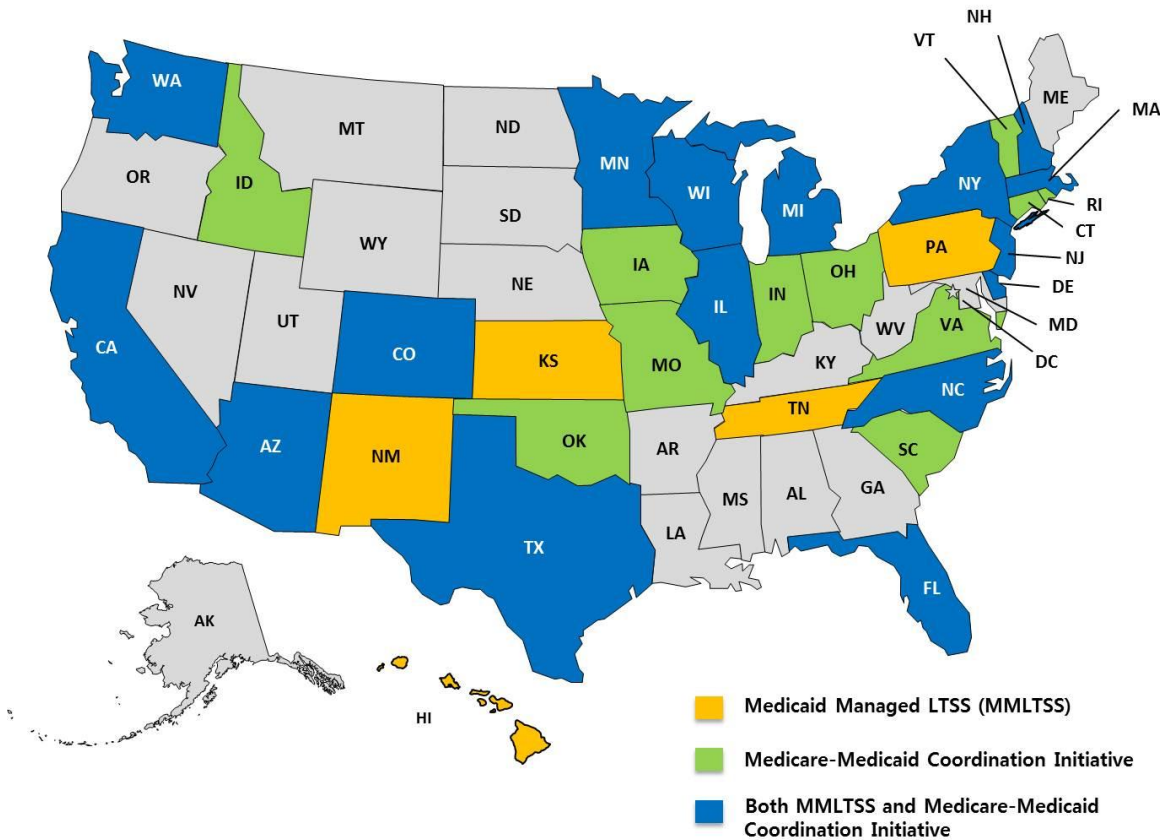 NH
VT
WA
ME
MA
MT
ND
MN
OR
ID
WI
NY
SD
MI
RI
WY
CT
PA
IA
NJ
NE
OH
DE
NV
IN
IL
UT
MD
WV
VA
CA
CO
DC
KS
MO
KY
NC
TN
AZ
OK
AR
SC
NM
MS
AL
GA
LA
TX
FL
AK
HI
Medicaid Managed LTSS (MMLTSS)
Medicare-Medicaid Coordination Initiative
Both MMLTSS and Medicare-Medicaid
Coordination Initiative